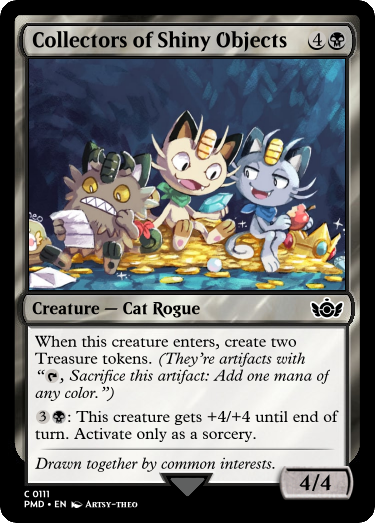 Collectors of Shiny Objects 4
Creature — Cat Rogue
When this creature enters, create two
Treasure tokens. (They're artifacts with
“, Sacrifice this artifact: Add one mana of
any color.”)
3: This creature gets +4/+4 until end of
turn. Activate only as a sorcery.
Drawn together by common interests.
4/4
C 0111
PMD • EN Artsy-theo